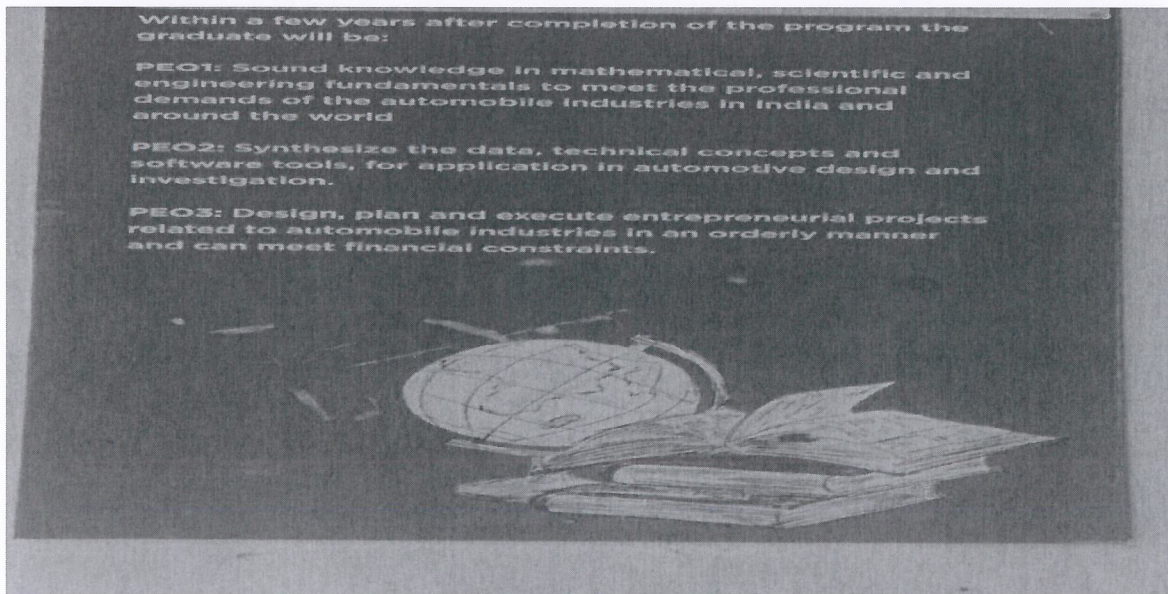 Within a few years after completion of the program the
graduate will be:
PEO1: Sound knowledge in mathematical, scientific and
engineering fundamentals to meet the professional
demands of the automobile industries in India and
around the world
PEO2: Synthesize the data, technical concepts and
software tools, for application in automotive design and
investigation.
PEO3: Design, plan and execute entrepreneurial projects
related to automobile industries in an orderly manner
and can meet financial constraints.